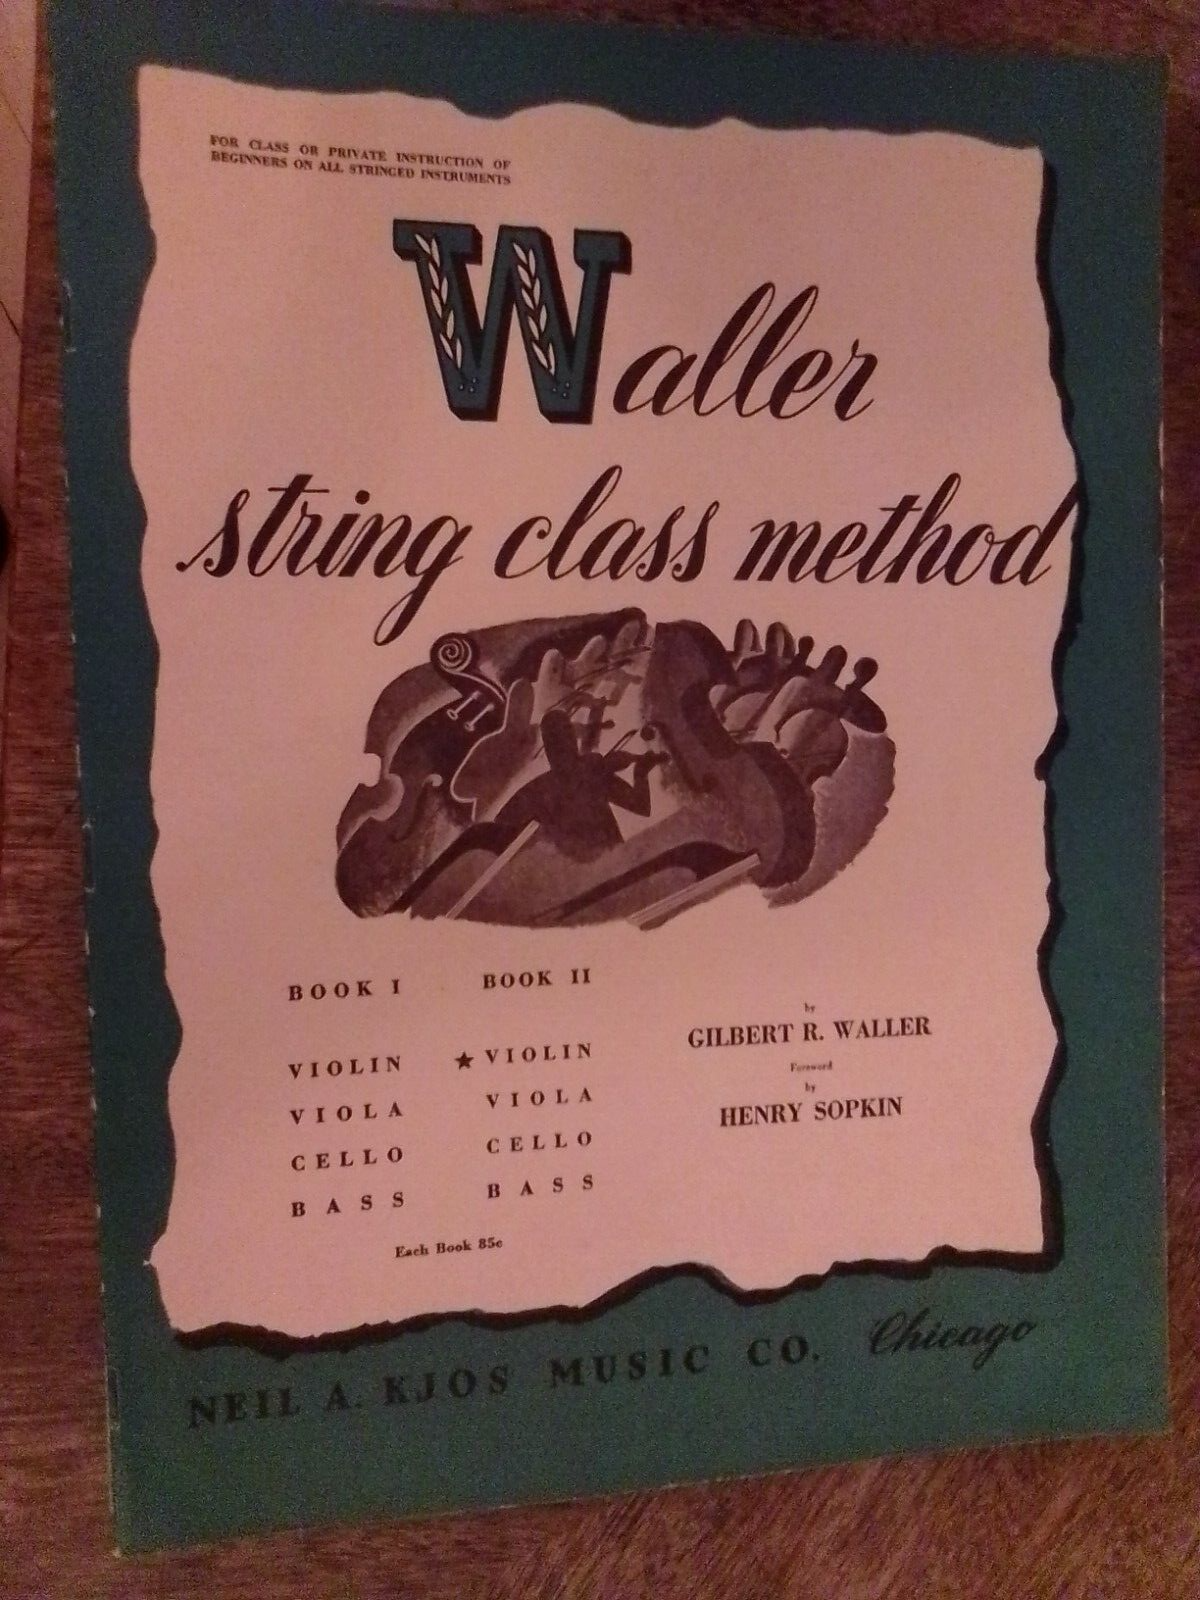 FOR CLASS OR PRIVATE INSTRUCTION OF
BEGINNERS ON ALL STRINGED INSTRUMENTS
Waller
string class method
BOOK I
VIOLIN
VIOLA
CELLO
BASS
BOOK II
★ VIOLIN
VIOLA
CELLO
BASS
Each Book 85c
by
GILBERT R. WALLER
Foreword
by
HENRY SOPKIN
NEIL A. KJOS MUSIC CO. Chicago